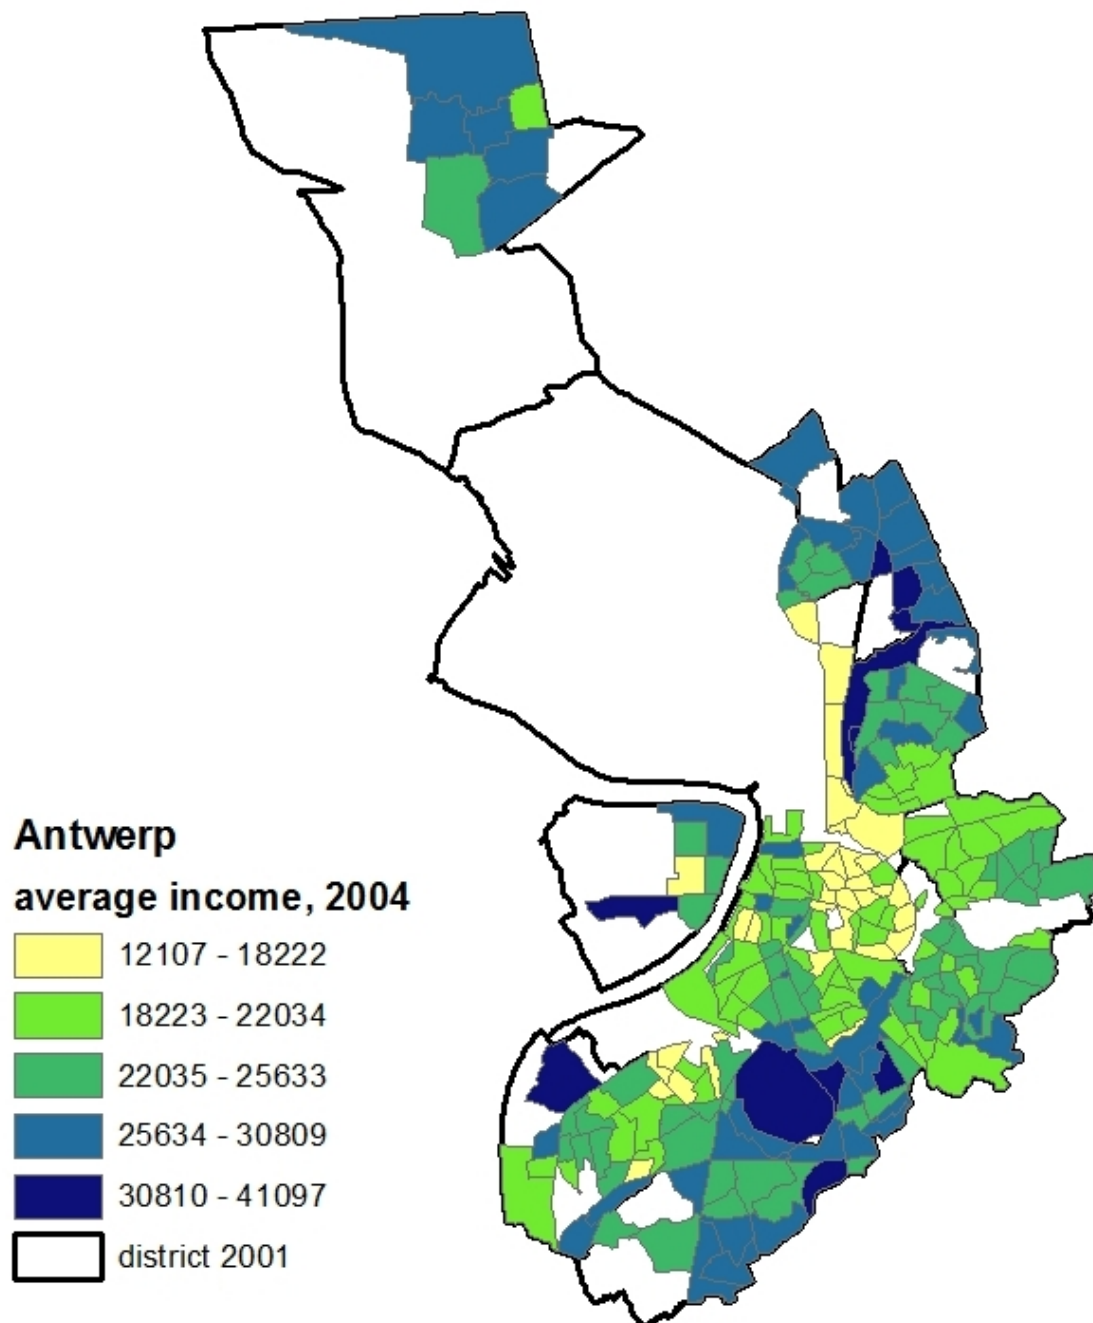 Antwerp
average income, 2004
12107 - 18222
18223 - 22034
22035 - 25633
25634 - 30809
30810 - 41097
district 2001